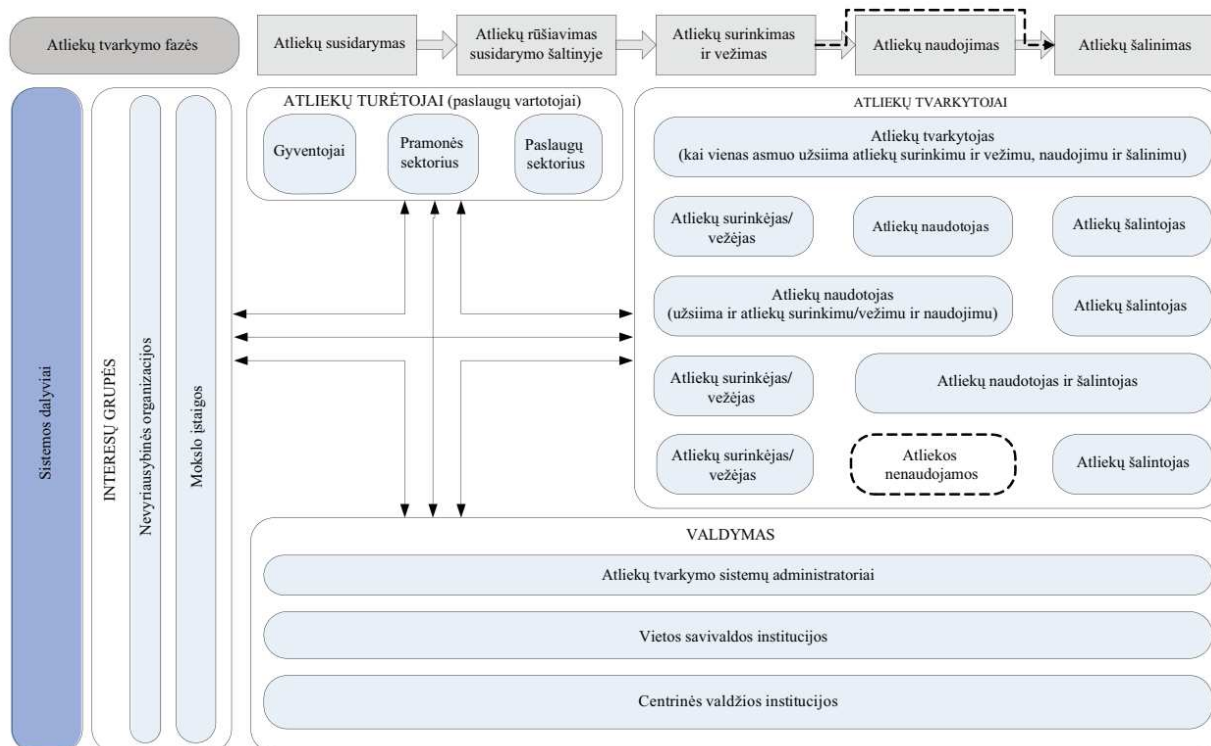 Atliekų tvarkymo fazės
Atliekų susidarymas
Atliekų rūšiavimas
susidarymo šaltinyje
Atliekų surinkimas
ir vežimas
Atliekų naudojimas
Atliekų šalinimas
Sistemos dalyviai
INTERESŲ GRUPĖS
Nevyriausybinės organizacijos
Mokslo įstaigos
ATLIEKŲ TURĖTOJAI (paslaugų vartotojai)
Gyventojai
Pramonės
sektorius
Paslaugų
sektorius
ATLIEKŲ TVARKYTOJAI
Atliekų tvarkytojas
(kai vienas asmuo užsiima atliekų surinkimu ir vežimu, naudojimu ir šalinimu)
Atliekų surinkėjas/
vežėjas
Atliekų naudotojas
Atliekų šalintojas
Atliekų naudotojas
(užsiima ir atliekų surinkimu/vežimu ir naudojimu)
Atliekų šalintojas
Atliekų surinkėjas/
vežėjas
Atliekų naudotojas ir šalintojas
Atliekų surinkėjas/
vežėjas
Atliekos
nenaudojamos
Atliekų šalintojas
VALDYMAS
Atliekų tvarkymo sistemų administratoriai
Vietos savivaldos institucijos
Centrinės valdžios institucijos